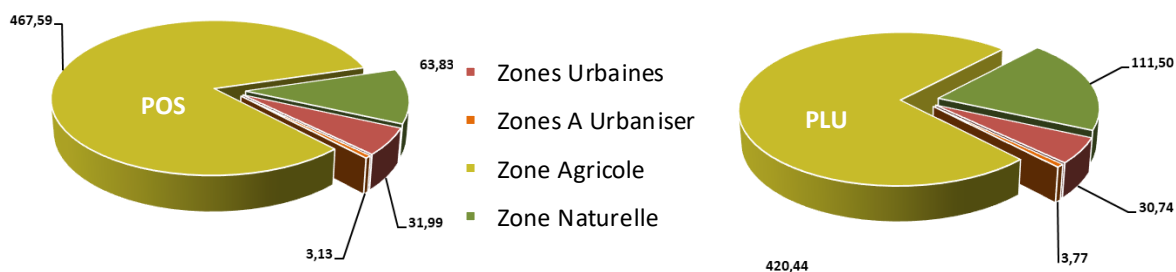 467,59
63,83
POS
3,13
31,99
Zones Urbaines
Zones A Urbaniser
Zone Agricole
Zone Naturelle
111,50
PLU
30,74
3,77
420,44